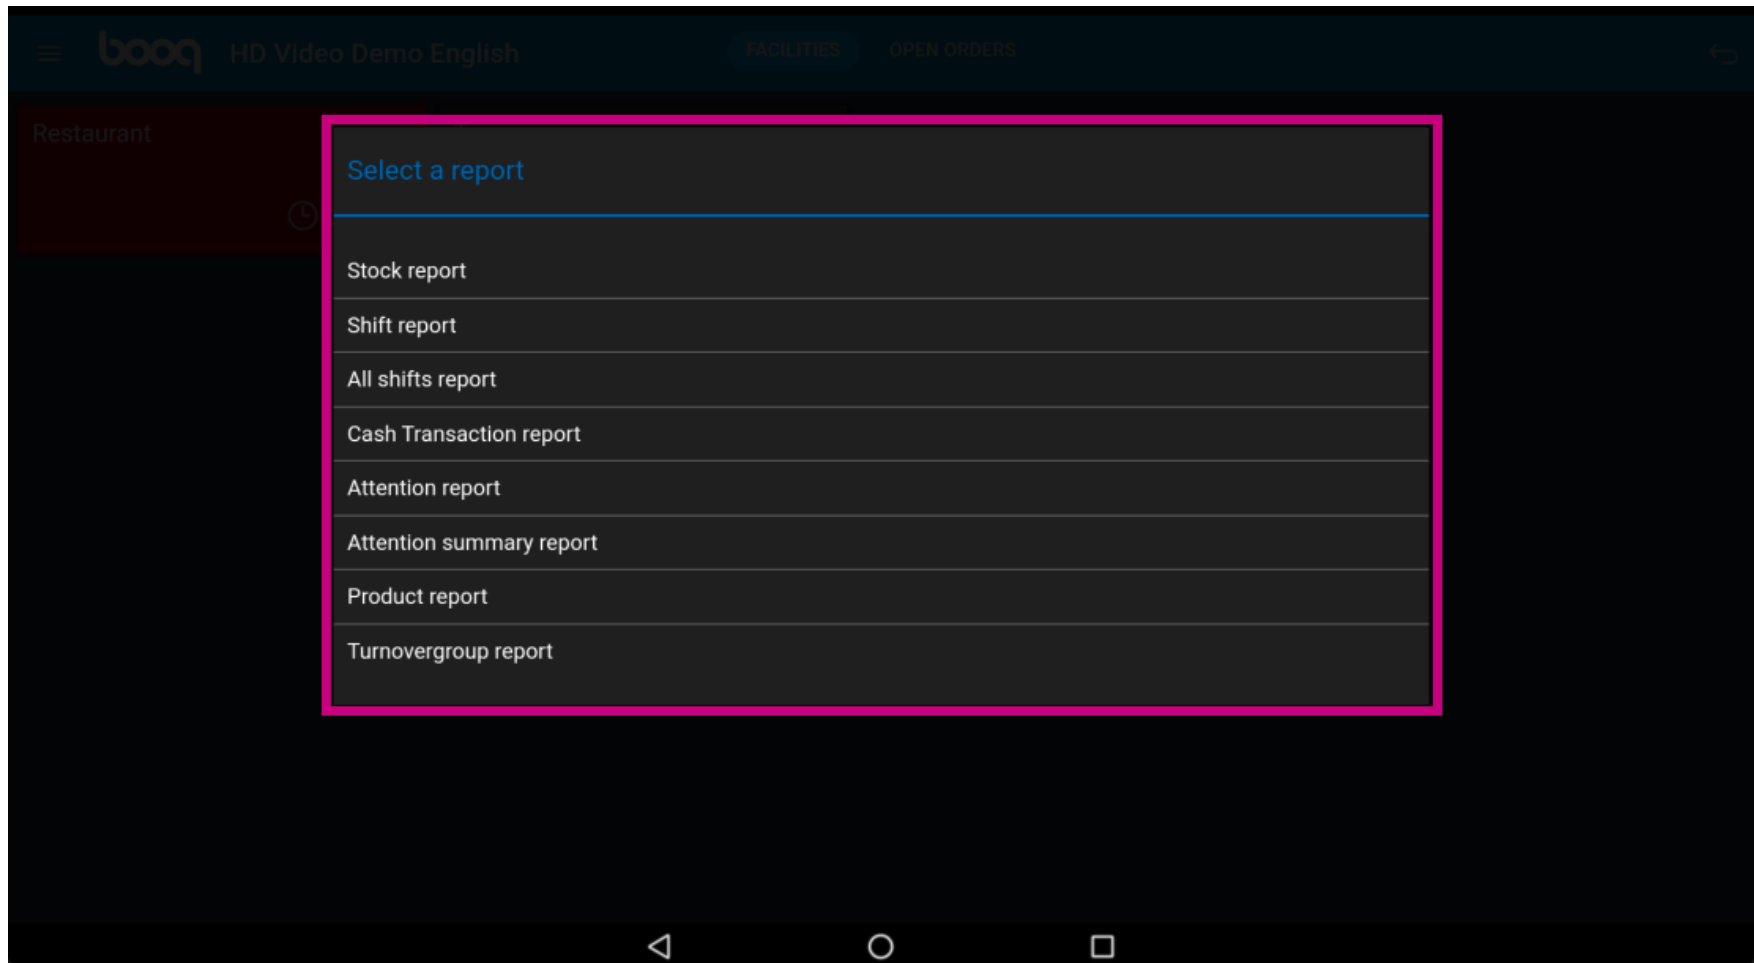 booq HD Video Demo English FACILITIES OPEN ORDERS
Restaurant
Select a report
Stock report
Shift report
All shifts report
Cash Transaction report
Attention report
Attention summary report
Product report
Turnovergroup report